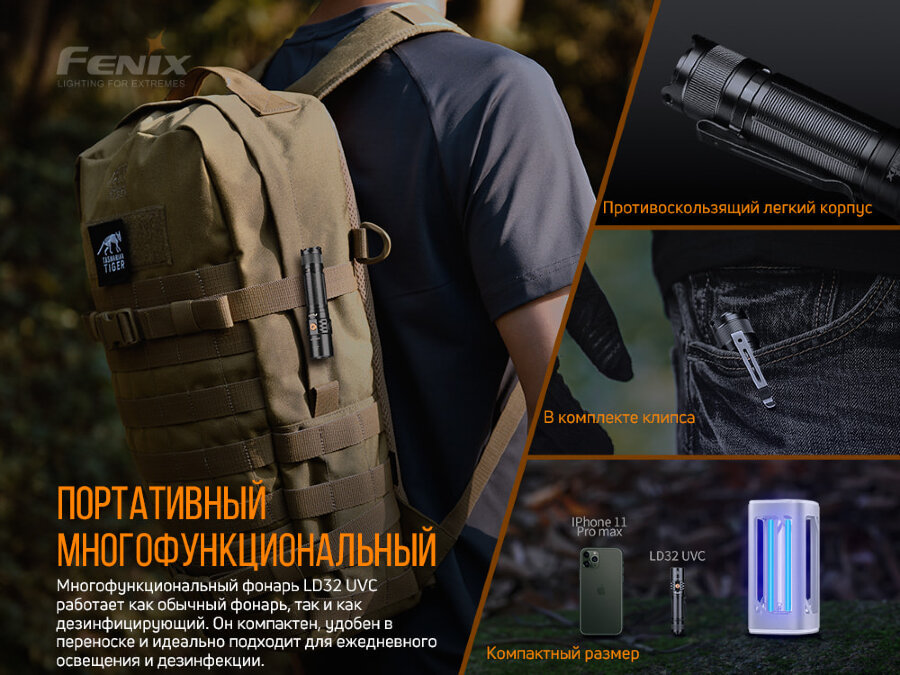 FENIX
LIGHTING FOR EXTREMES
TASMANIAN
TIGER
ПОРТАТИВНЫЙ
МНОГОФУНКЦИОНАЛЬНЫЙ
Многофункциональный фонарь LD32 UVC
работает как обычный фонарь, так и как
дезинфицирующий. Он компактен, удобен в
переноске и идеально подходит для ежедневного
освещения и дезинфекции.
Противоскользящий легкий корпус
В комплекте клипса
IPhone 11
Pro max
LD32 UVC
Компактный размер